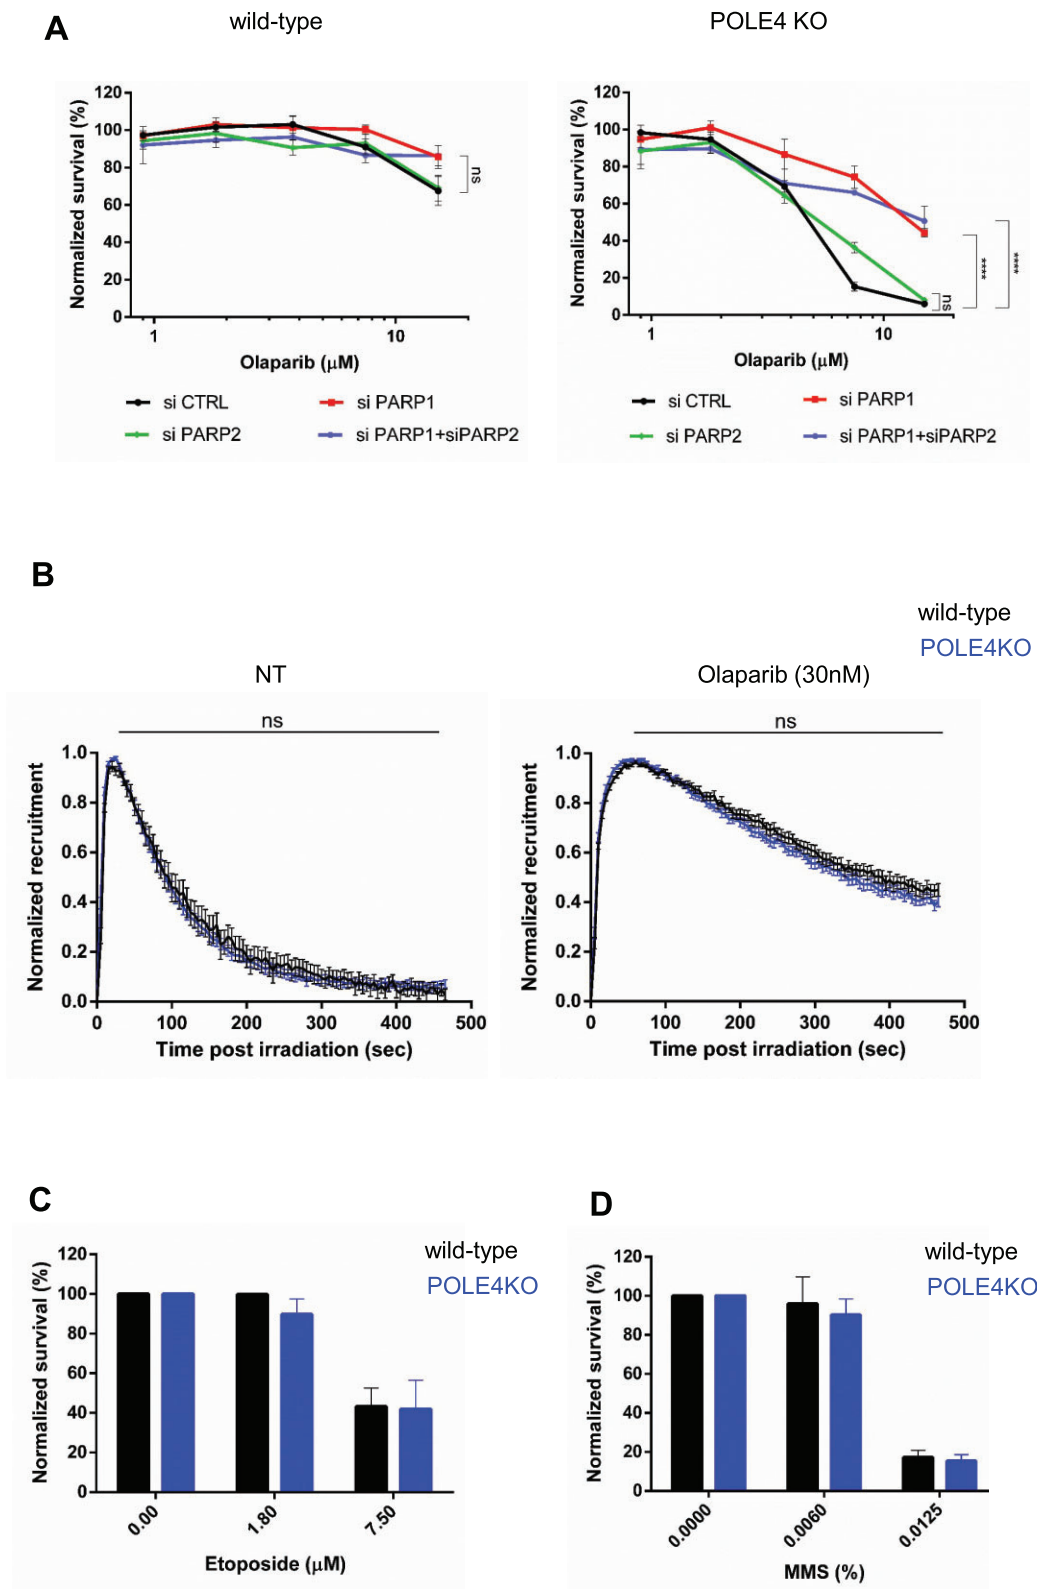 A
wild-type
POLE4 KO
Normalized survival (%)
120
100
80
60
40
20
0
1
10
Olaparib (μM)
ns
si CTRL
si PARP1
si PARP2
si PARP1+siPARP2
Normalized survival (%)
120
100
80
60
40
20
0
1
10
Olaparib (μM)
ns
****
****
si CTRL
si PARP1
si PARP2
si PARP1+siPARP2
B
wild-type
POLE4KO
NT
Olaparib (30nM)
ns
Normalized recruitment
1.0
0.8
0.6
0.4
0.2
0.0
0 100 200 300 400 500
Time post irradiation (sec)
ns
Normalized recruitment
1.0
0.8
0.6
0.4
0.2
0.0
0 100 200 300 400 500
Time post irradiation (sec)
C
wild-type
POLE4KO
Normalized survival (%)
120
100
80
60
40
20
0
0.00
1.80
7.50
Etoposide (μM)
D
wild-type
POLE4KO
Normalized survival (%)
120
100
80
60
40
20
0
0.0000
0.0060
0.0125
MMS (%)